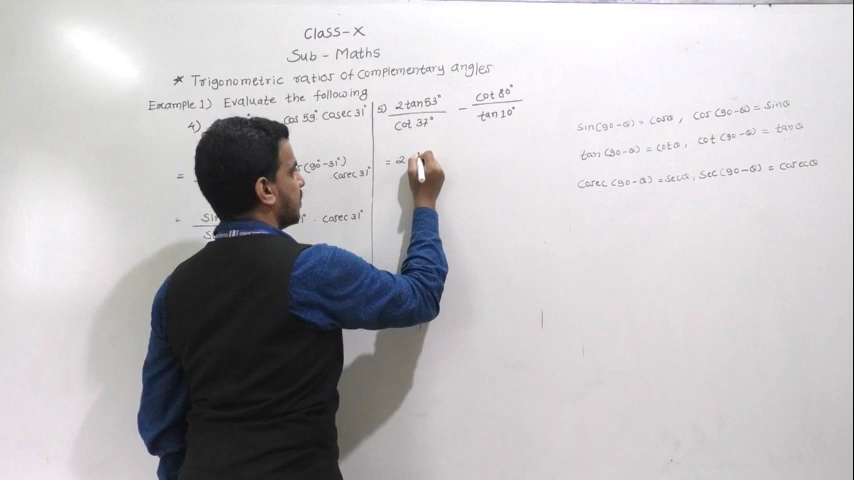 Class-X
Sub - Maths
* Trigonometric ratios of complementary angles
Example 1) Evaluate the following
4) cos 59° cosec 31°
(90°-31°) cosec 31°
=
= cosec 31°
5) 2tan53° / cot 37° - cot 80° / tan 10°
= 2
sin(90-θ) = cosθ, cos(90-θ) = sinθ
tan(90-θ) = cotθ, cot(90-θ) = tanθ
cosec(90-θ) = secθ, sec(90-θ) = cosecθ